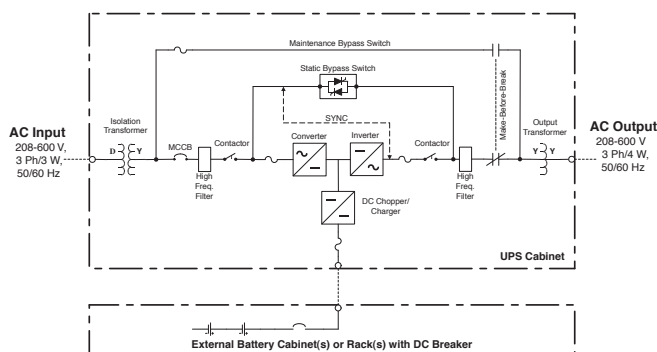 Maintenance Bypass Switch
Static Bypass Switch
Isolation
Transformer
SYNC
Make-Before-Break
Output
Transformer
AC Input
208-600 V,
3 Ph/3 W,
50/60 Hz
D Y
MCCB
Contactor
Converter
Inverter
Contactor
Y Y
AC Output
208-600 V
3 Ph/4 W,
50/60 Hz
High
Freq.
Filter
High
Freq.
Filter
DC Chopper/
Charger
UPS Cabinet
External Battery Cabinet(s) or Rack(s) with DC Breaker